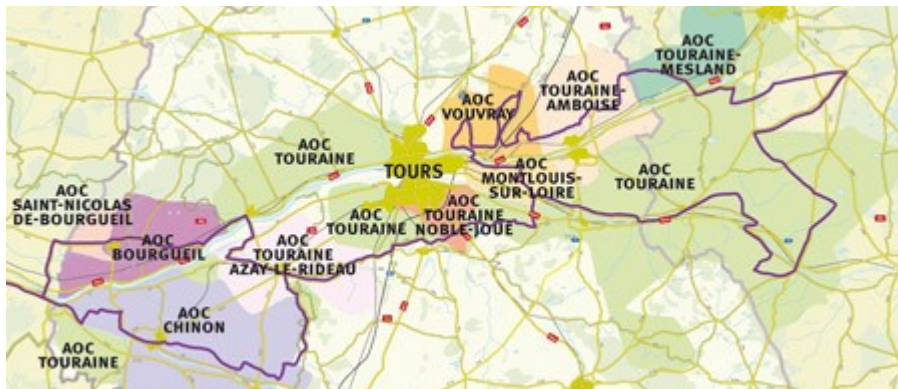 AOC
TOURAINE-
MESLAND
AOC
TOURAINE-
AMBOISE
AOC
VOUVRAY
AOC
TOURAINE
TOURS
AOC
MONTLOUIS-
SUR-LOIRE
AOC
TOURAINE
AOC
SAINT-NICOLAS
DE-BOURGUEIL
AOC
TOURAINE
AOC
TOURAINE
NOBLE-JOUE
AOC
BOURGUEIL
AOC
TOURAINE
AZAY-LE-RIDEAU
AOC
CHINON
AOC
TOURAINE